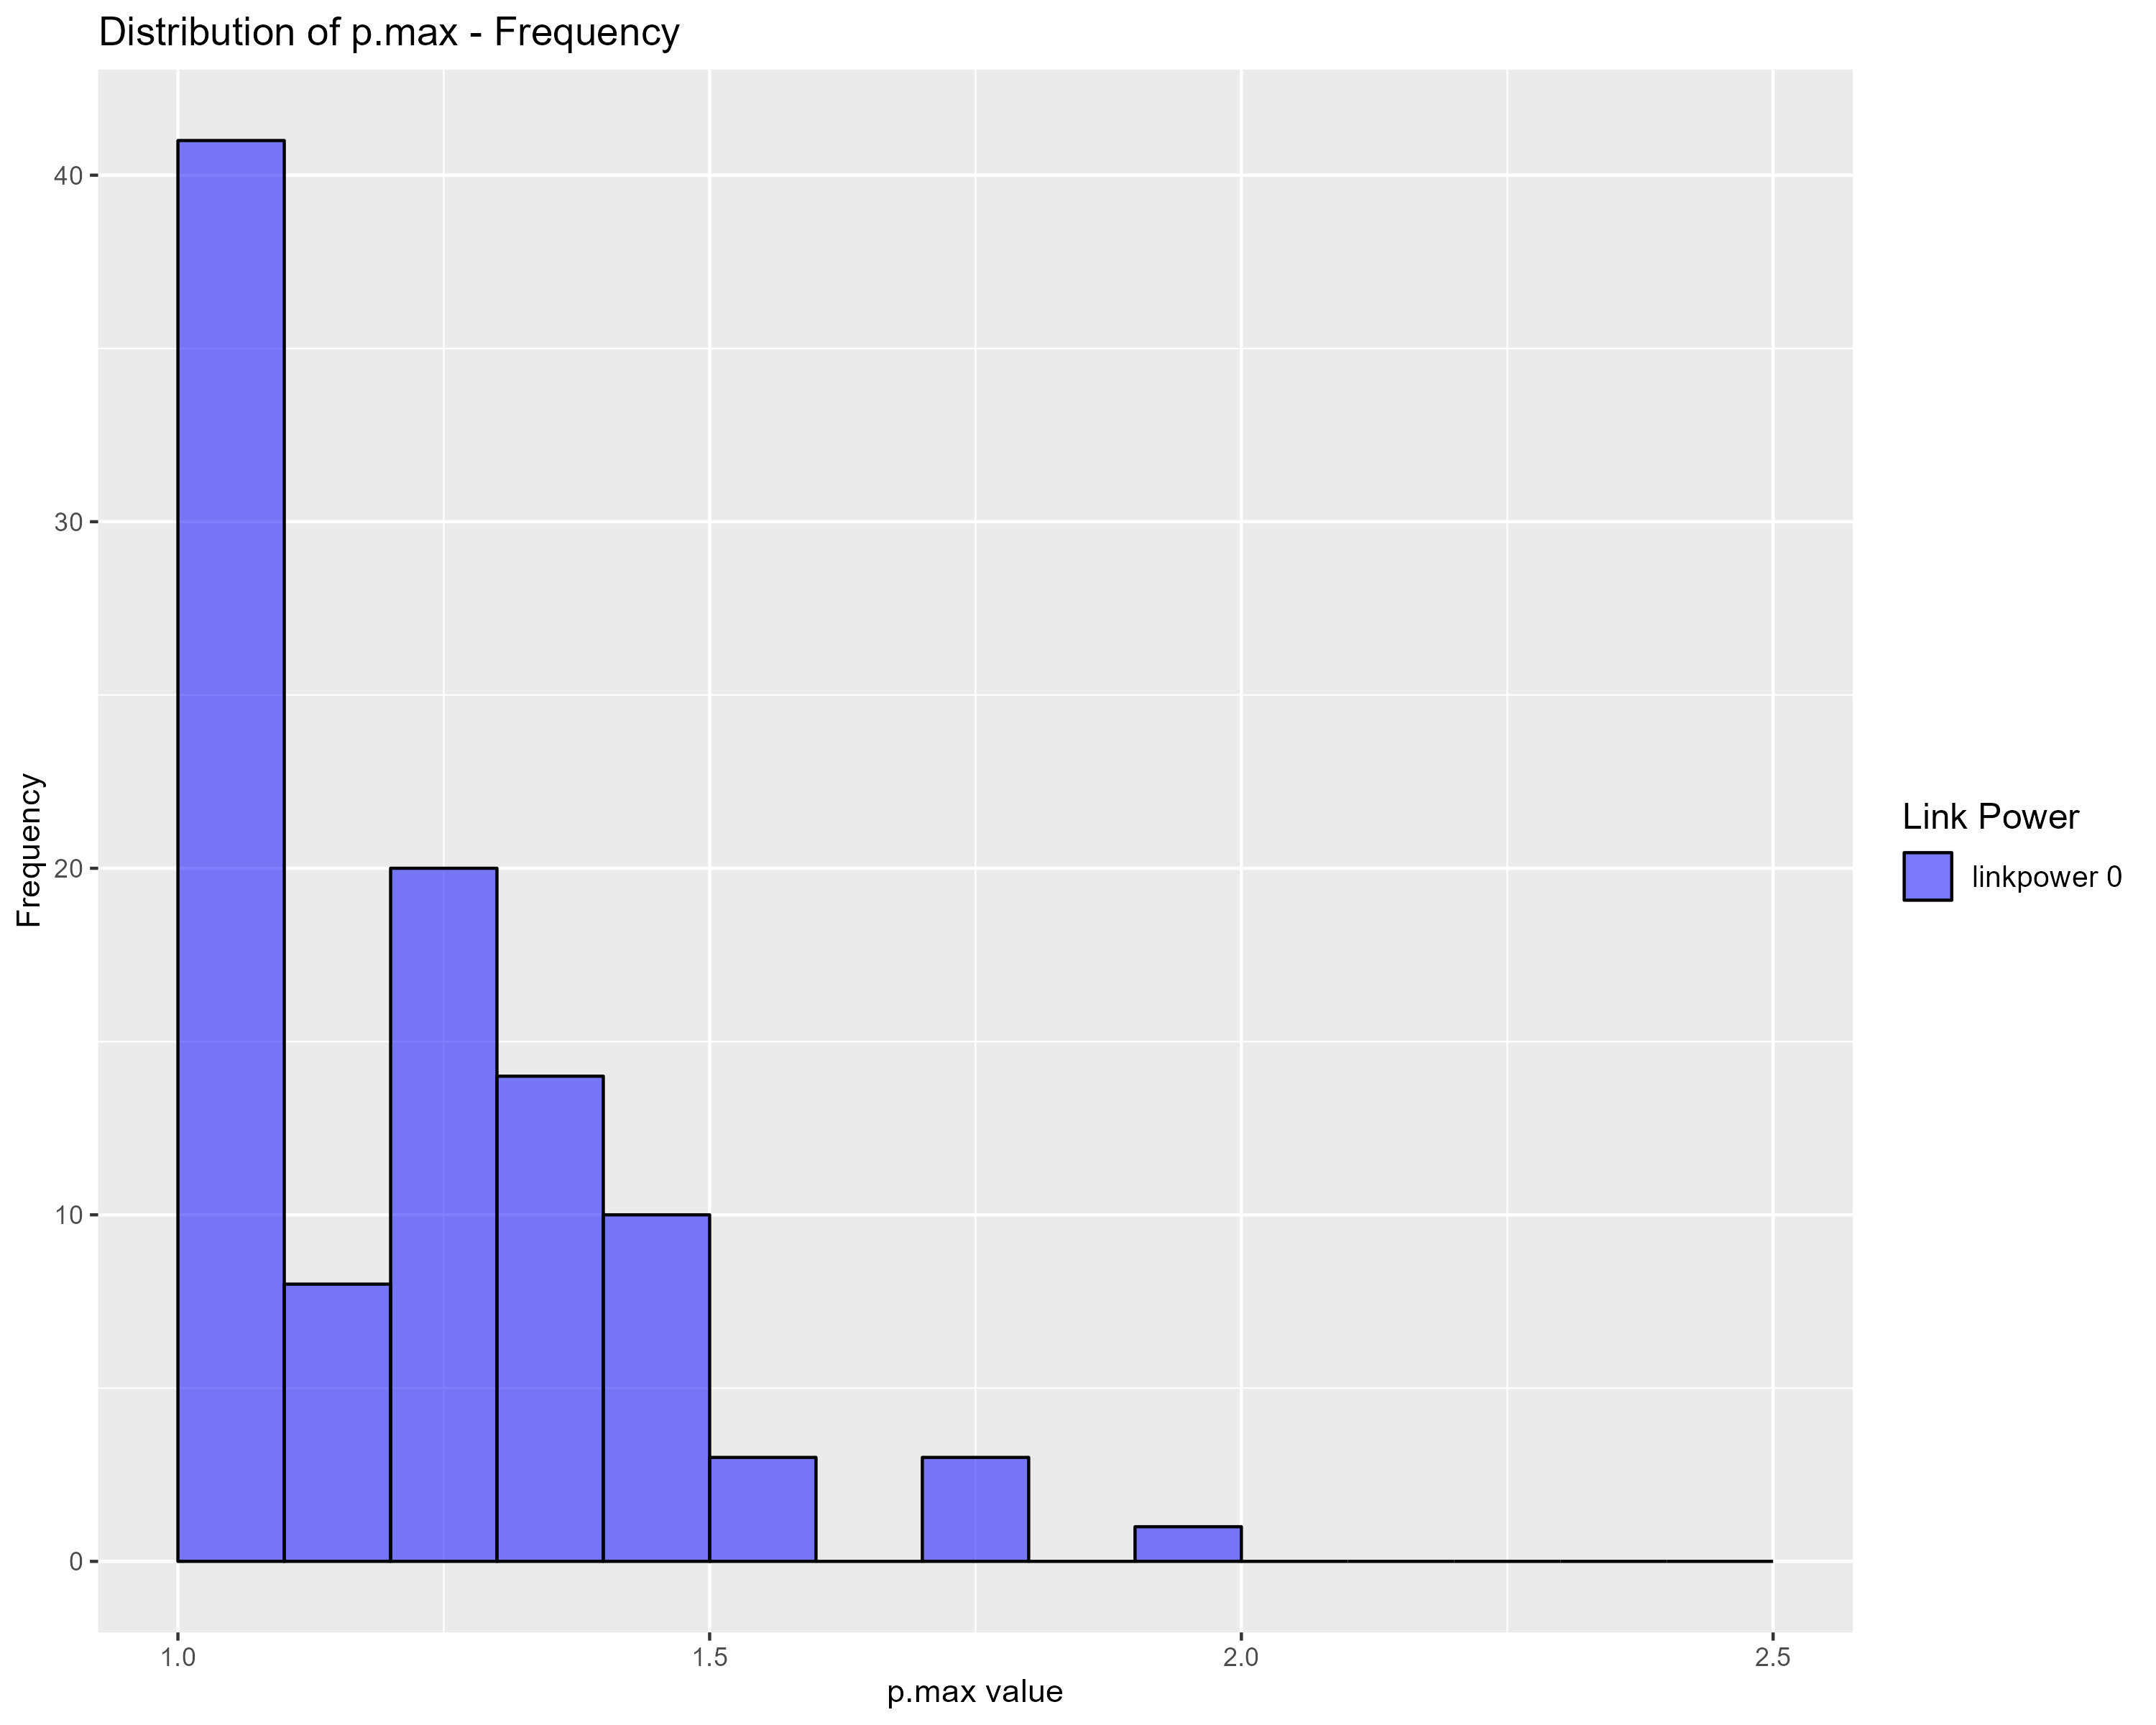 Distribution of p.max - Frequency
Frequency
40
30
20
10
0
1.0
1.5
2.0
2.5
p.max value
Link Power
linkpower 0